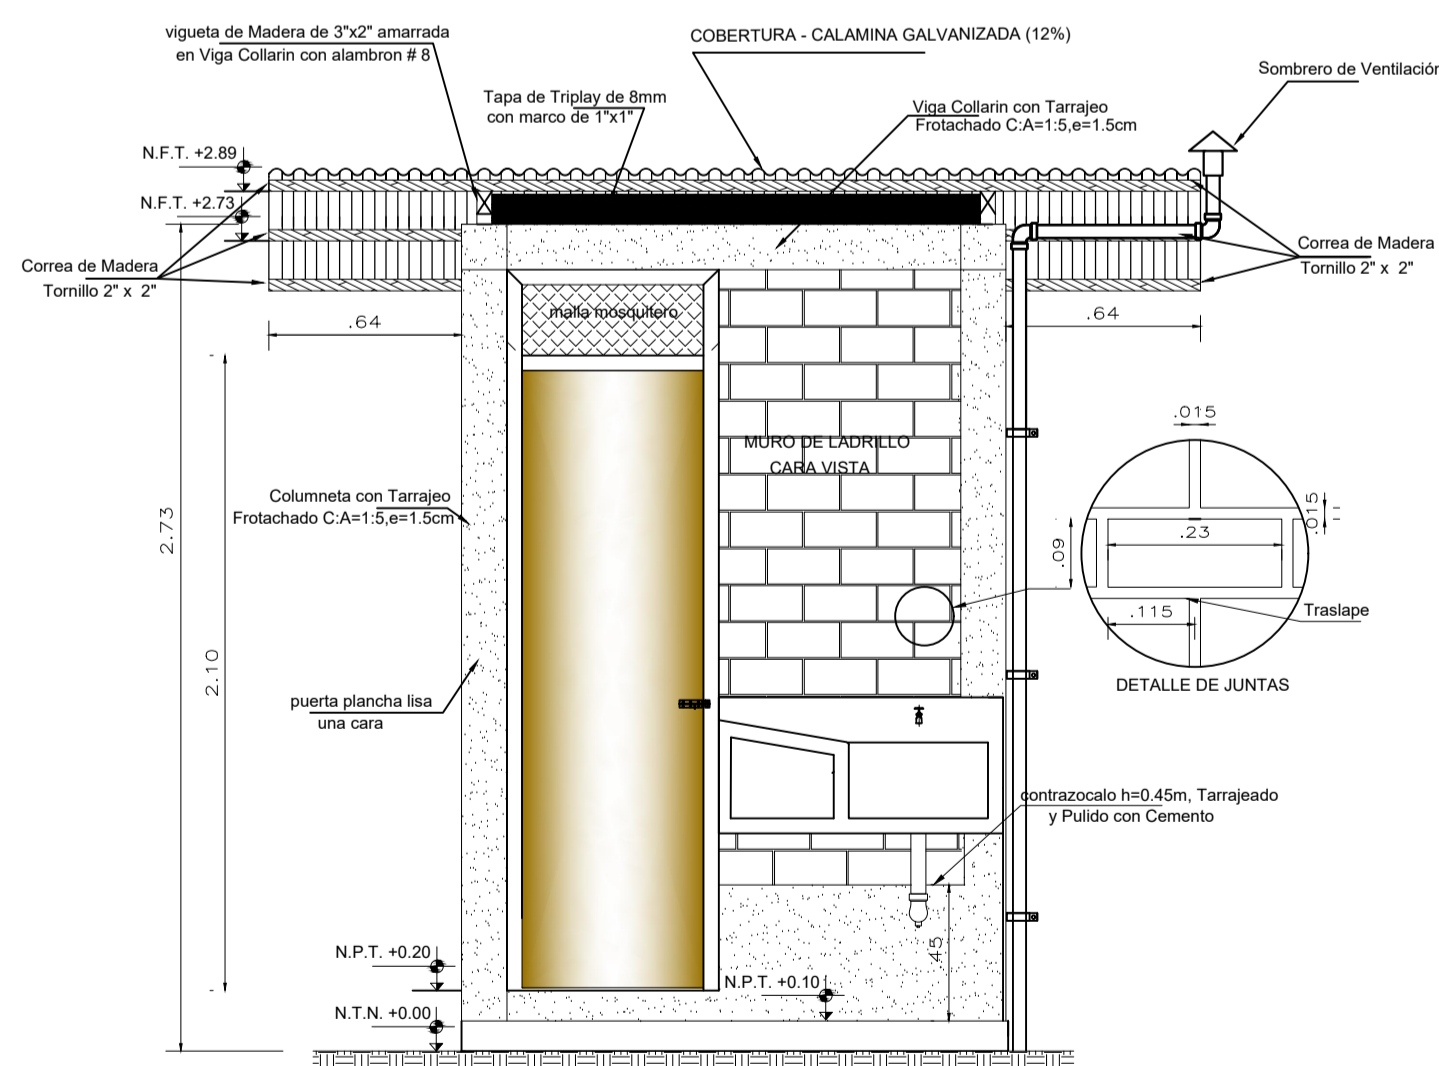 vigueta de Madera de 3"x2" amarrada
en Viga Collarin con alambron # 8
COBERTURA - CALAMINA GALVANIZADA (12%)
Sombrero de Ventilación
Tapa de Triplay de 8mm
con marco de 1"x1"
Viga Collarin con Tarrajeo
Frotachado C:A=1:5,e=1.5cm
N.F.T. +2.89
N.F.T. +2.73
Correa de Madera
Tornillo 2" x 2"
Correa de Madera
Tornillo 2" x 2"
malla mosquitero
.64
.64
MURO DE LADRILLO
CARA VISTA
.015
.015
.23
.09
.115
Traslape
DETALLE DE JUNTAS
Columneta con Tarrajeo
Frotachado C:A=1:5,e=1.5cm
2.73
2.10
puerta plancha lisa
una cara
contrazocalo h=0.45m, Tarrajeado
y Pulido con Cemento
.45
N.P.T. +0.20
N.P.T. +0.10
N.T.N. +0.00